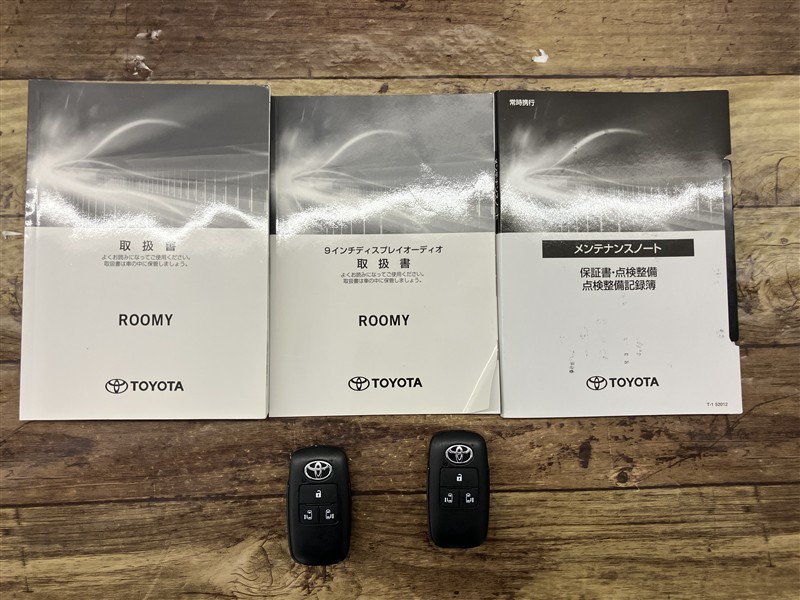 取扱書
よくお読みになってご使用ください。
取扱書は車の中に保管しましょう。
ROOMY
TOYOTA
9インチディスプレイオーディオ
取扱書
よくお読みになってご使用ください。
取扱書は車の中に保管しましょう。
ROOMY
TOYOTA
常時携行
メンテナンスノート
保証書・点検整備
点検整備記録簿
TOYOTA